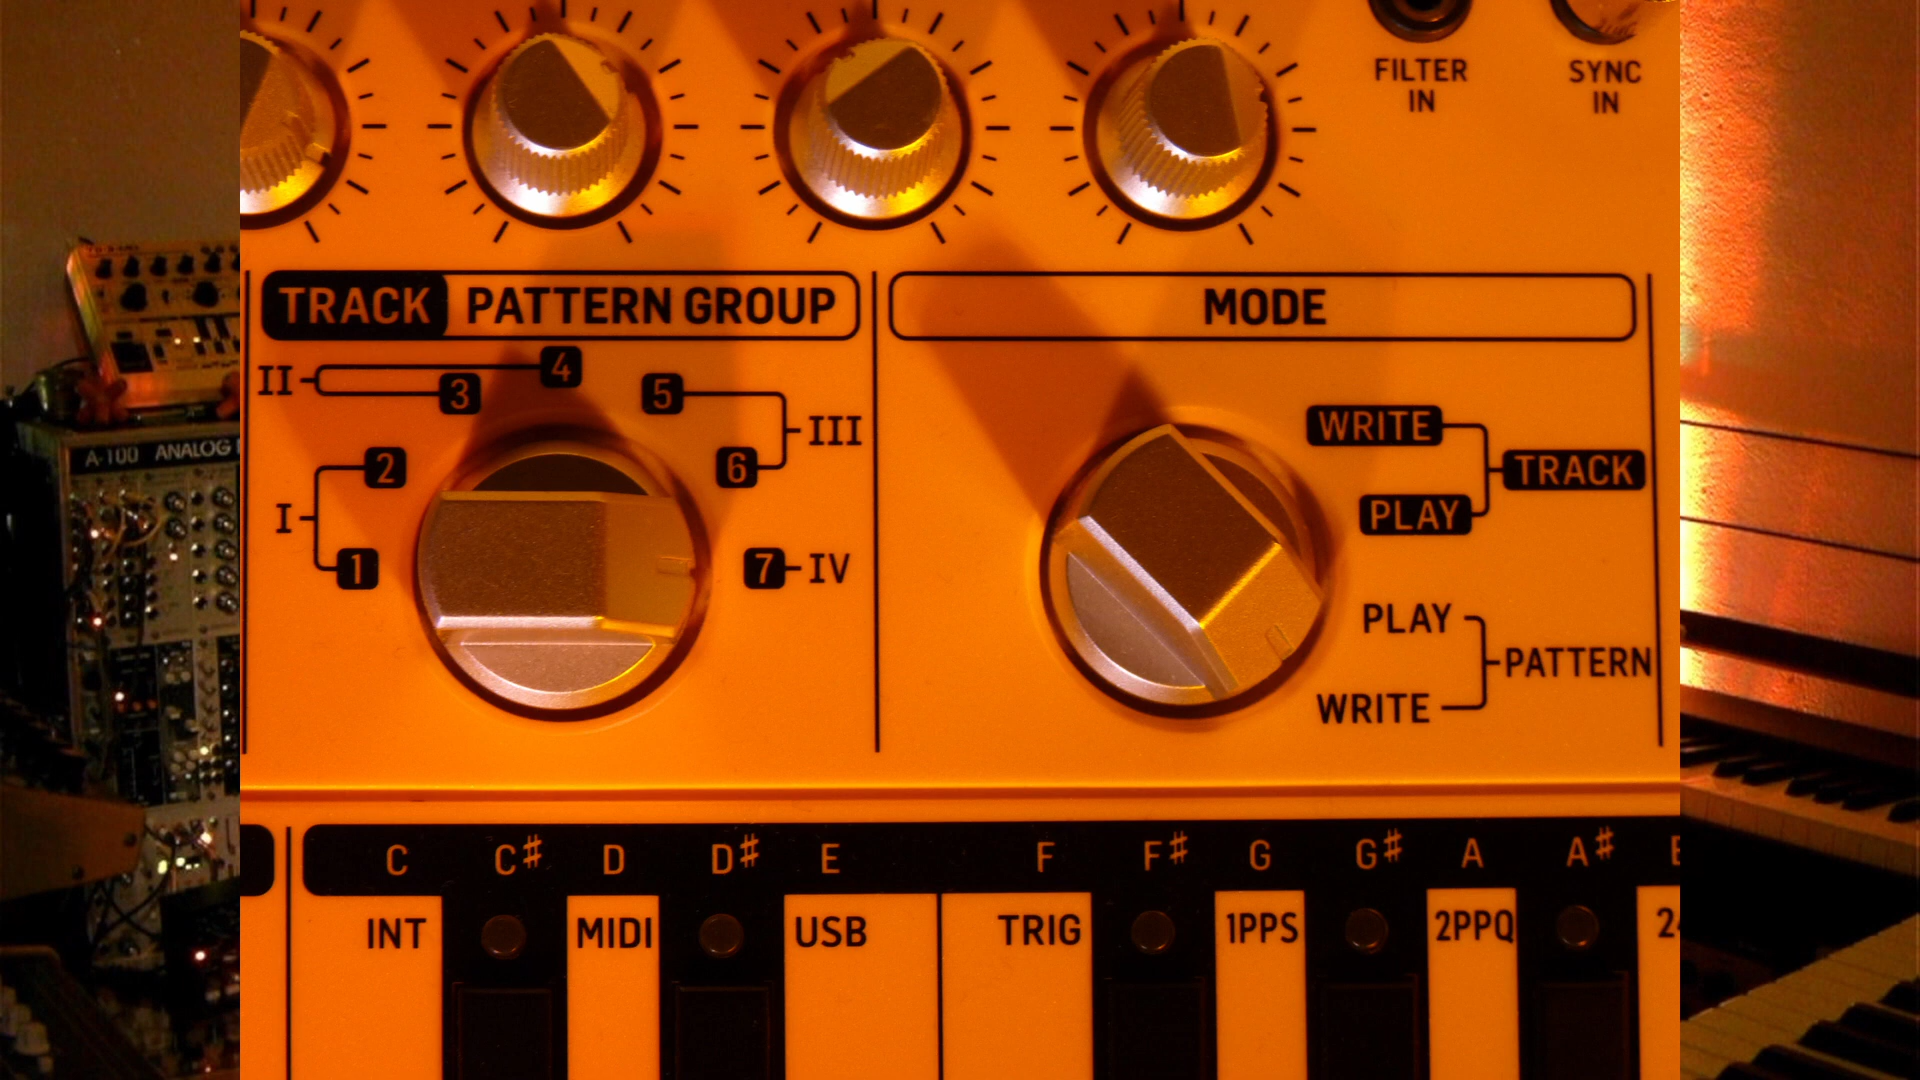 FILTER
IN
SYNC
IN
TRACK PATTERN GROUP
MODE
II
3
4
5
III
6
2
I
1
7 IV
WRITE
TRACK
PLAY
PLAY
PATTERN
WRITE
A-100 ANALOG
C C# D D# E F F# G G# A A#
INT MIDI USB TRIG 1PPS 2PPQ